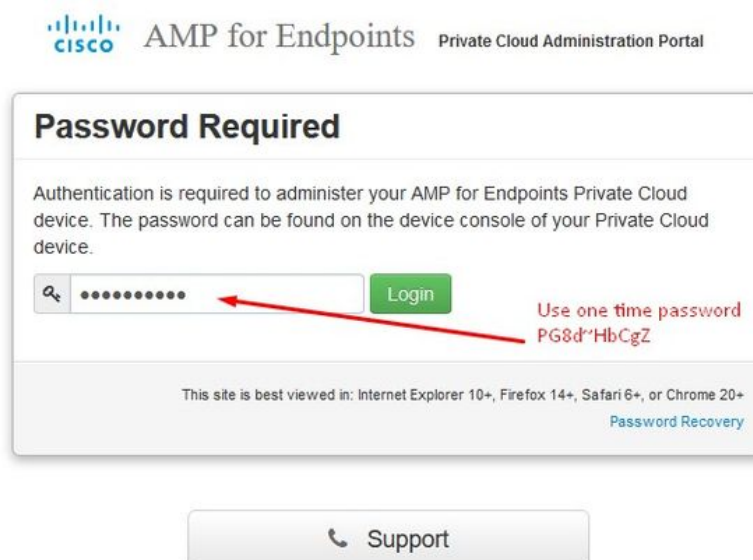 CISCO AMP for Endpoints Private Cloud Administration Portal
Password Required
Authentication is required to administer your AMP for Endpoints Private Cloud
device. The password can be found on the device console of your Private Cloud
device.
•••••••••• Login
Use one time password
PG8d~HbCgZ
This site is best viewed in: Internet Explorer 10+, Firefox 14+, Safari 6+, or Chrome 20+
Password Recovery
Support